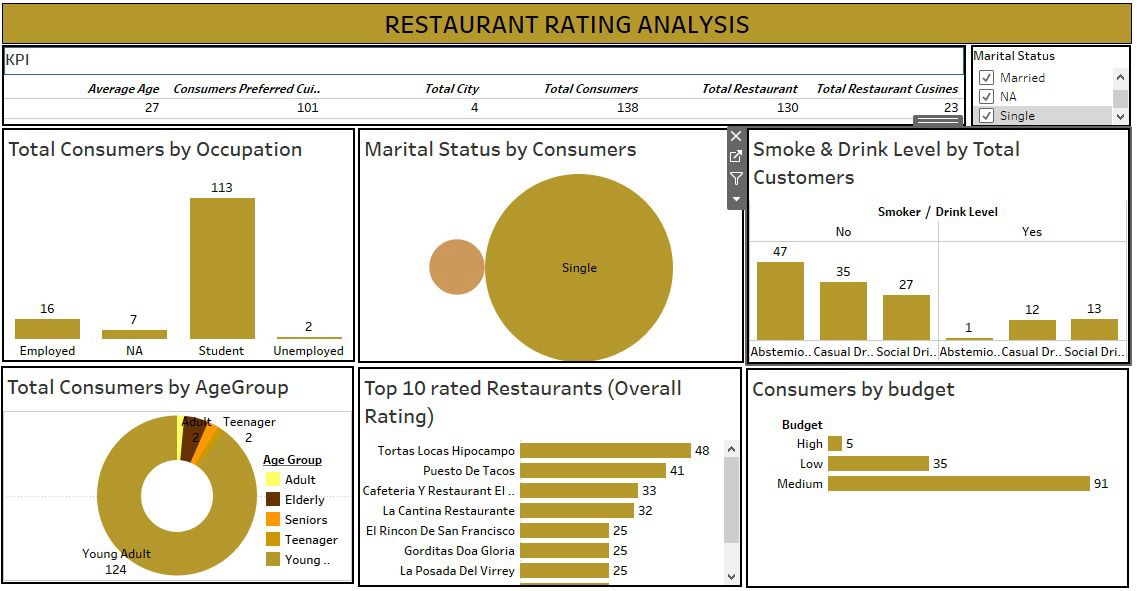 RESTAURANT RATING ANALYSIS
KPI
Average Age Consumers Preferred Cui.. Total City Total Consumers Total Restaurant Total Restaurant Cusines
27 101 4 138 130 23
Marital Status
Married
NA
Single
Total Consumers by Occupation
113
16
7
2
Employed NA Student Unemployed
Marital Status by Consumers
Single
Smoke & Drink Level by Total
Customers
Smoker / Drink Level
No Yes
47
35
27
1
12
13
Abstemio.. Casual Dr.. Social Dri.. Abstemio.. Casual Dr.. Social Dri..
Total Consumers by AgeGroup
Adult Teenager
2 2
Young Adult
124
Age Group
Adult
Elderly
Seniors
Teenager
Young ..
Top 10 rated Restaurants (Overall
Rating)
Tortas Locas Hipocampo 48
Puesto De Tacos 41
Cafeteria Y Restaurant El .. 33
La Cantina Restaurante 32
El Rincon De San Francisco 25
Gorditas Doa Gloria 25
La Posada Del Virrey 25
Consumers by budget
Budget
High 5
Low 35
Medium 91